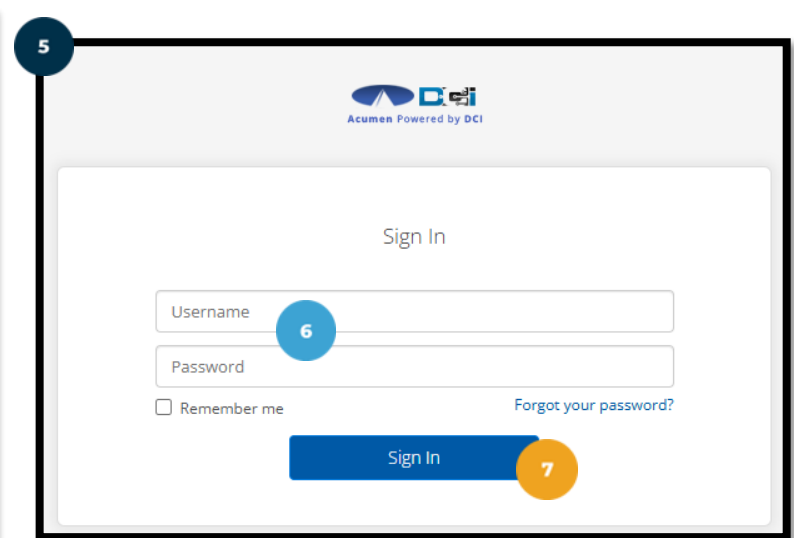 5
DCI
Acumen Powered by DCI
Sign In
Username
6
Password
Remember me
Forgot your password?
Sign In
7